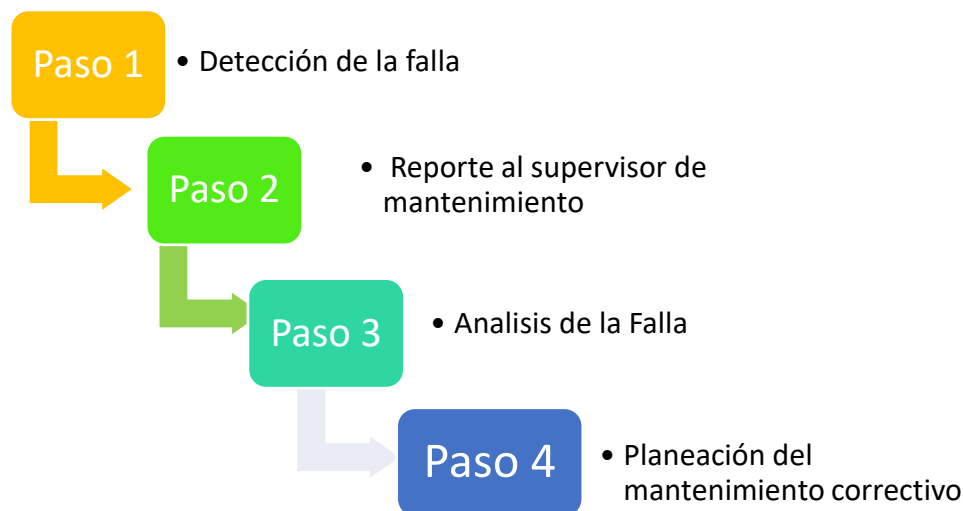 Paso 1
• Detección de la falla
Paso 2
• Reporte al supervisor de
mantenimiento
Paso 3
• Analisis de la Falla
Paso 4
• Planeación del
mantenimiento correctivo